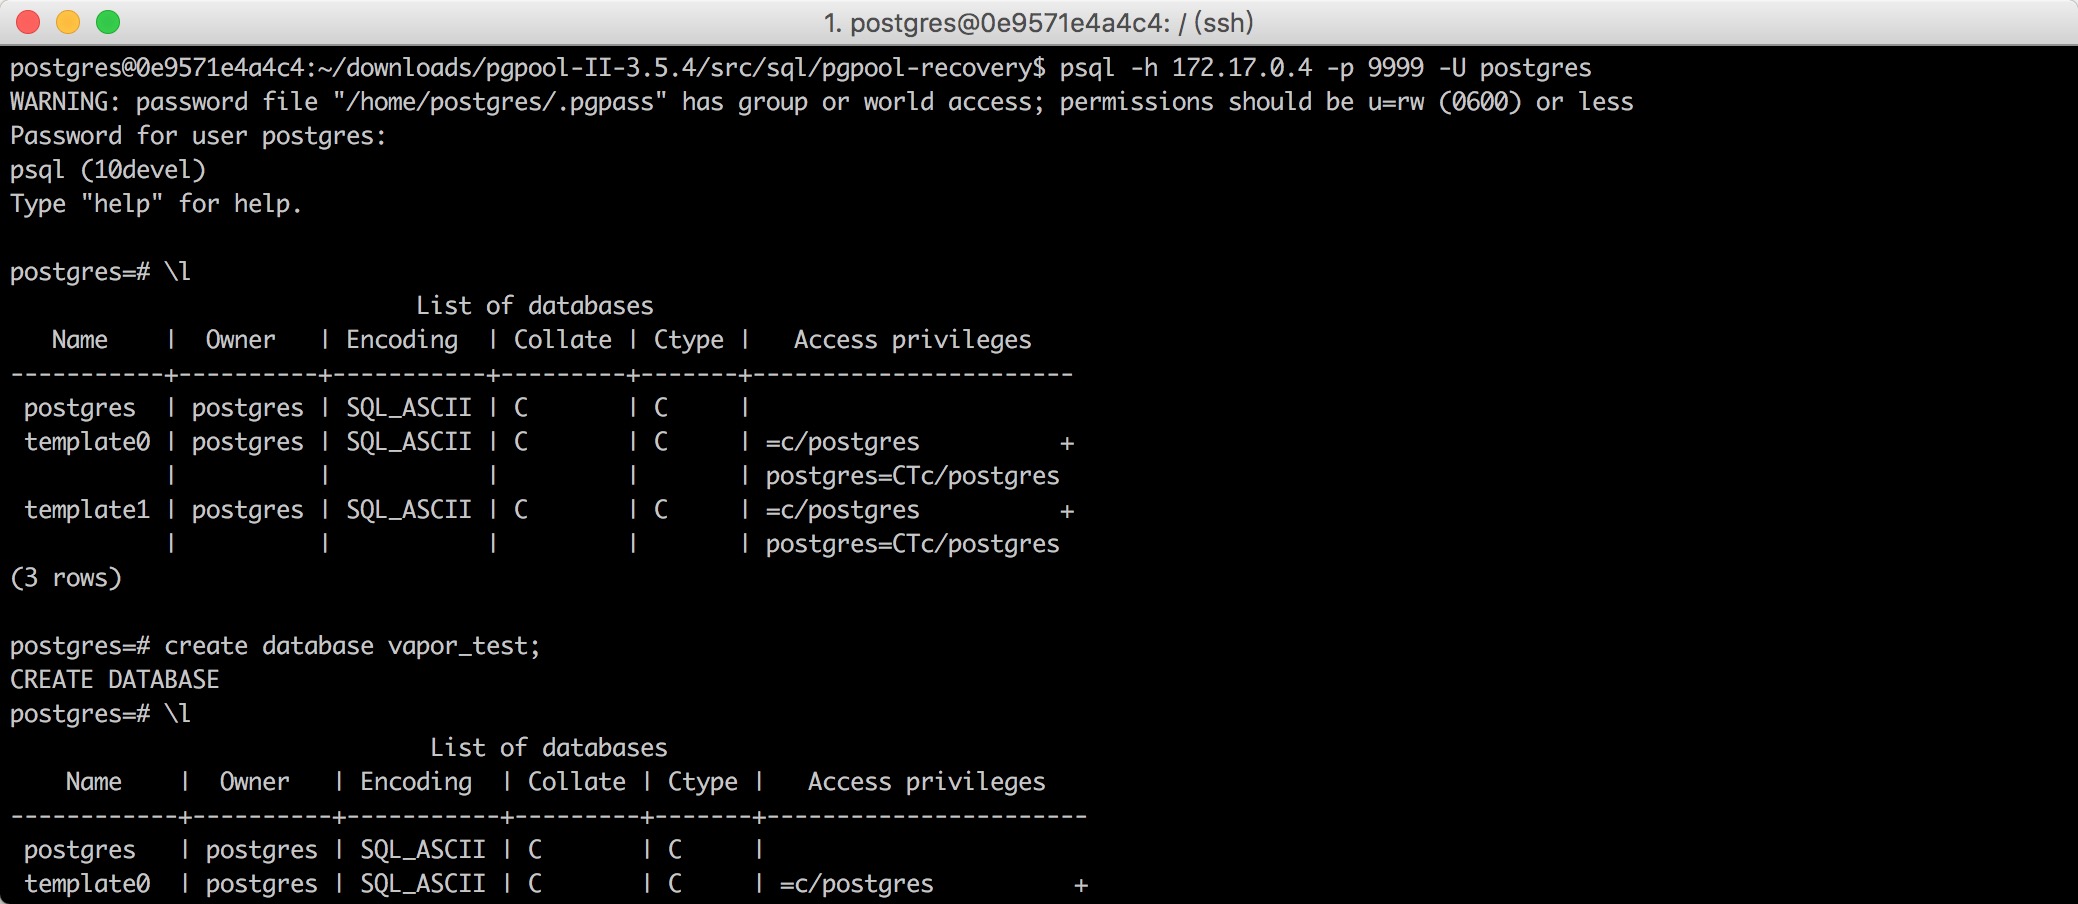 1. postgres@0e9571e4a4c4: / (ssh)
postgres@0e9571e4a4c4:~/downloads/pgpool-II-3.5.4/src/sql/pgpool-recovery$ psql -h 172.17.0.4 -p 9999 -U postgres
WARNING: password file "/home/postgres/.pgpass" has group or world access; permissions should be u=rw (0600) or less
Password for user postgres:
psql (10devel)
Type "help" for help.

postgres=# \l
                             List of databases
   Name    |  Owner   | Encoding  | Collate | Ctype |   Access privileges
-----------+----------+-----------+---------+-------+-----------------------
 postgres  | postgres | SQL_ASCII | C       | C     |
 template0 | postgres | SQL_ASCII | C       | C     | =c/postgres          +
           |          |           |         |       | postgres=CTc/postgres
 template1 | postgres | SQL_ASCII | C       | C     | =c/postgres          +
           |          |           |         |       | postgres=CTc/postgres
(3 rows)

postgres=# create database vapor_test;
CREATE DATABASE
postgres=# \l
                              List of databases
    Name    |  Owner   | Encoding  | Collate | Ctype |   Access privileges
------------+----------+-----------+---------+-------+-----------------------
 postgres   | postgres | SQL_ASCII | C       | C     |
 template0  | postgres | SQL_ASCII | C       | C     | =c/postgres          +